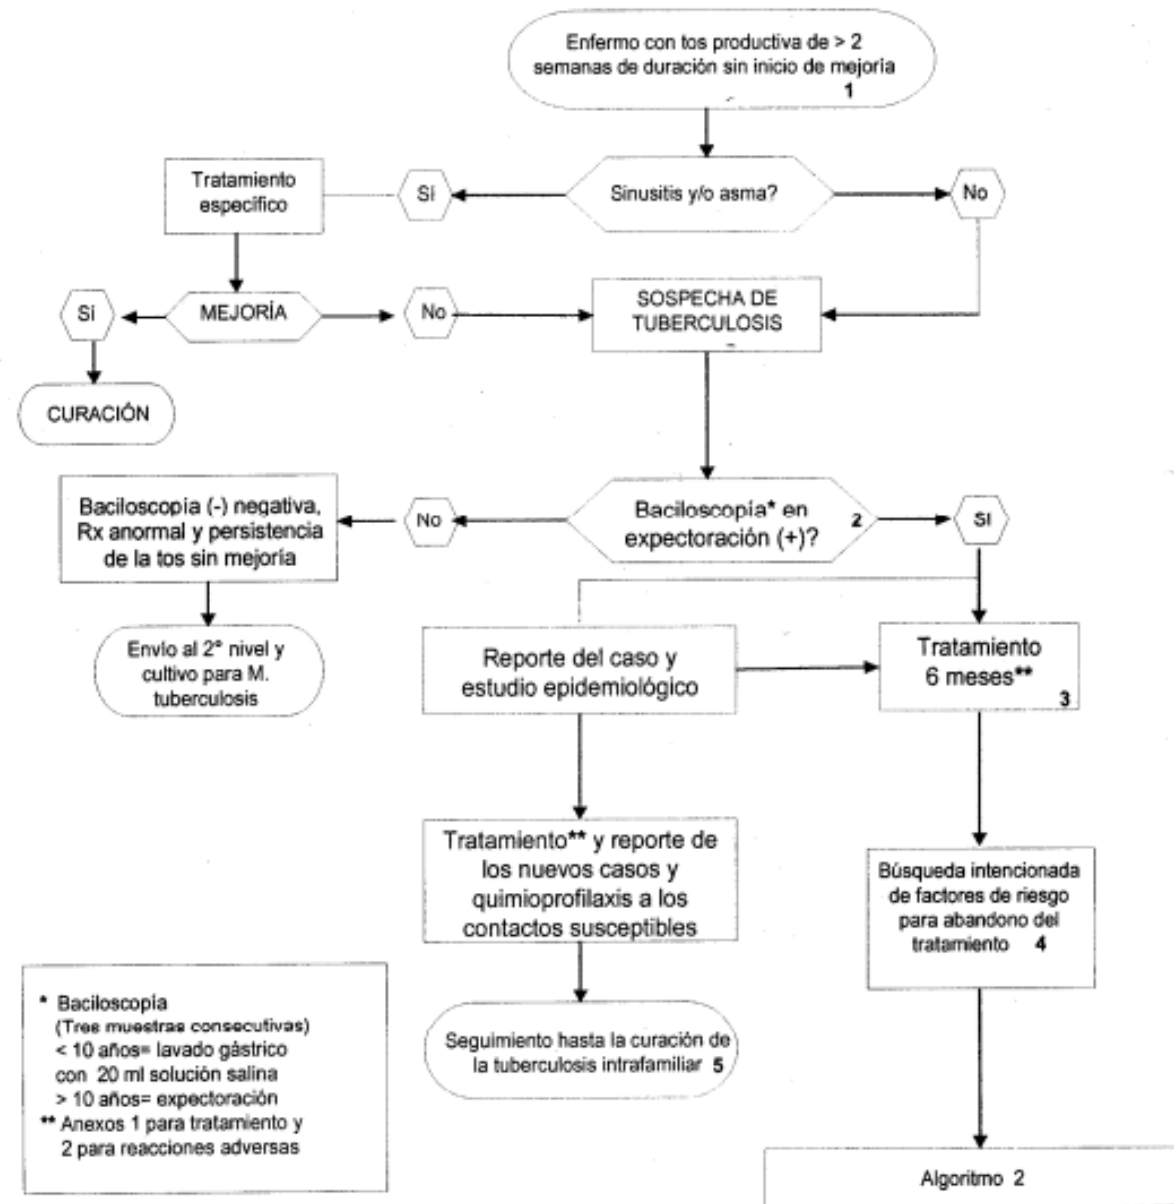 Enfermo con tos productiva de > 2
semanas de duración sin inicio de mejoría
1
Sinusitis y/o asma?
Sí
No
Tratamiento
específico
MEJORÍA
Sí
No
SOSPECHA DE
TUBERCULOSIS
CURACIÓN
Baciloscopía* en
expectoración (+)?
2
No
SI
Baciloscopía (-) negativa,
Rx anormal y persistencia
de la tos sin mejoría
Envío al 2° nivel y
cultivo para M.
tuberculosis
Reporte del caso y
estudio epidemiológico
Tratamiento
6 meses**
3
Tratamiento** y reporte de
los nuevos casos y
quimioprofilaxis a los
contactos susceptibles
Búsqueda intencionada
de factores de riesgo
para abandono del
tratamiento 4
Seguimiento hasta la curación de
la tuberculosis intrafamiliar 5
* Baciloscopía
(Tres muestras consecutivas)
< 10 años= lavado gástrico
con 20 ml solución salina
> 10 años= expectoración
** Anexos 1 para tratamiento y
2 para reacciones adversas
Algoritmo 2